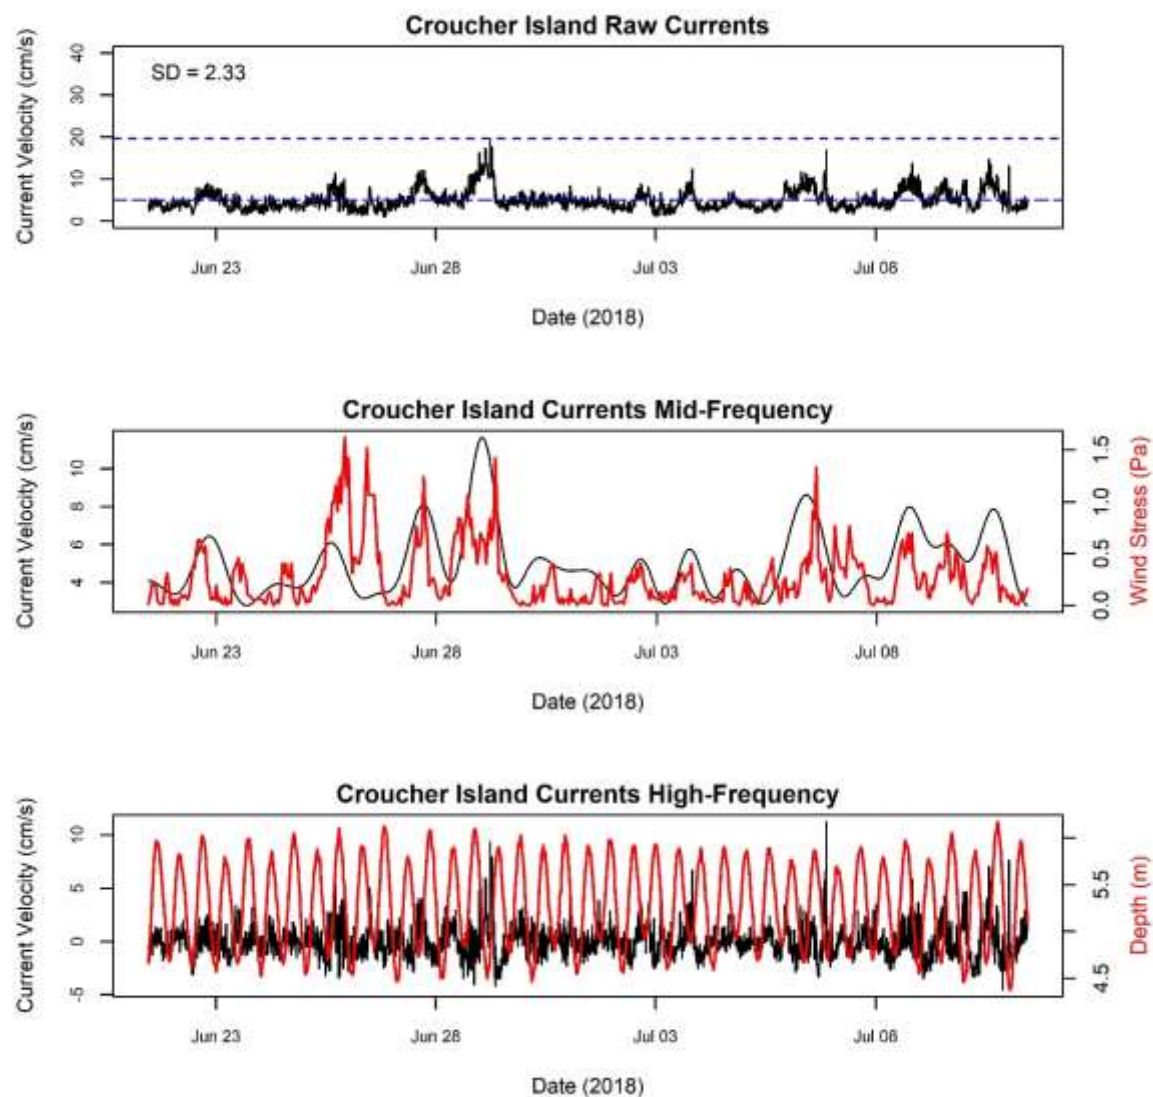 Croucher Island Raw Currents
Current Velocity (cm/s)
40
30
20
10
0
SD = 2.33
Jun 23
Jun 28
Jul 03
Jul 08
Date (2018)
Croucher Island Currents Mid-Frequency
Current Velocity (cm/s)
10
8
6
4
1.5
1.0
0.5
0.0
Wind Stress (Pa)
Jun 23
Jun 28
Jul 03
Jul 08
Date (2018)
Croucher Island Currents High-Frequency
Current Velocity (cm/s)
10
5
0
-5
5.5
4.5
Depth (m)
Jun 23
Jun 28
Jul 03
Jul 08
Date (2018)